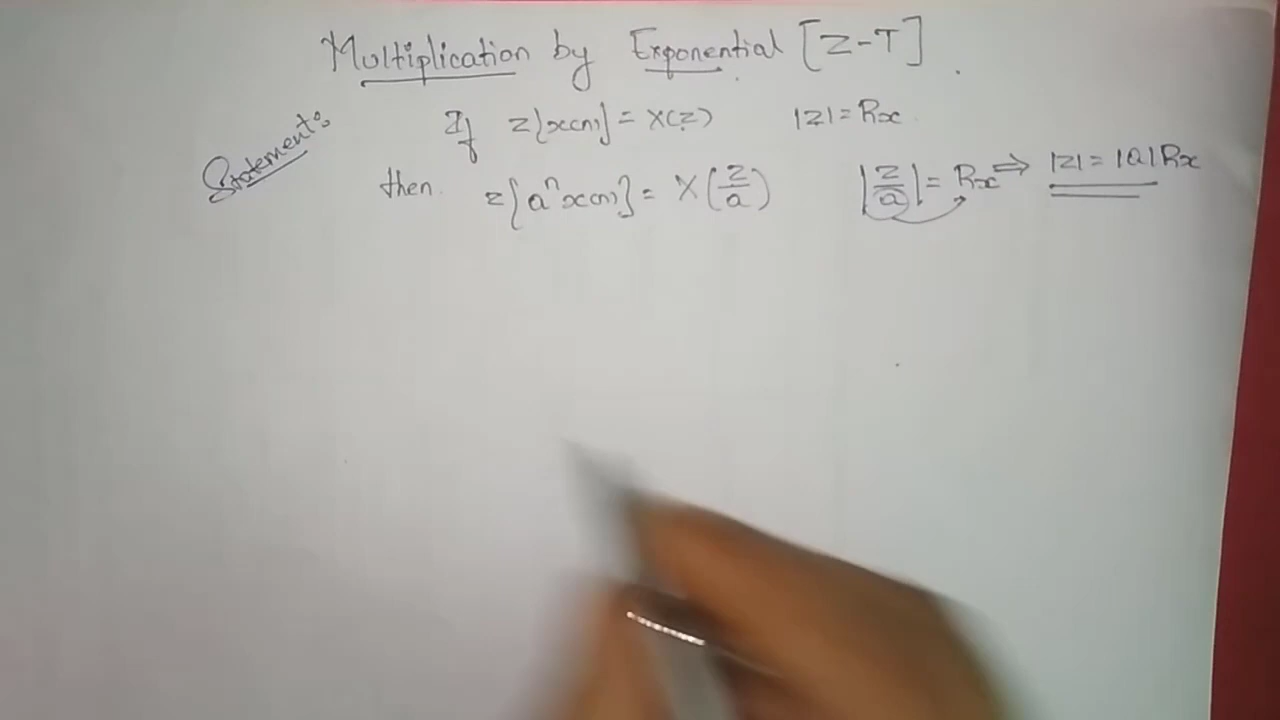 Multiplication by Exponential [Z-T].
Statement:
If z{x(n)} = X(z) |z| = Rx
then z{aⁿx(n)} = X(z/a) |z/a| = Rx ⇒ |z| = |a|Rx